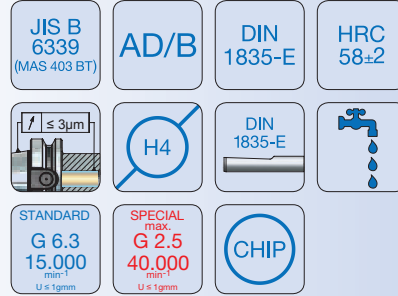 JIS B
6339
(MAS 403 BT)
AD/B
DIN
1835-E
HRC
58±2
↗ ≤ 3µm
H4
DIN
1835-E
STANDARD
G 6.3
15.000
min⁻¹
U ≤ 1gmm
SPECIAL
max.
G 2.5
40.000
min⁻¹
U ≤ 1gmm
CHIP